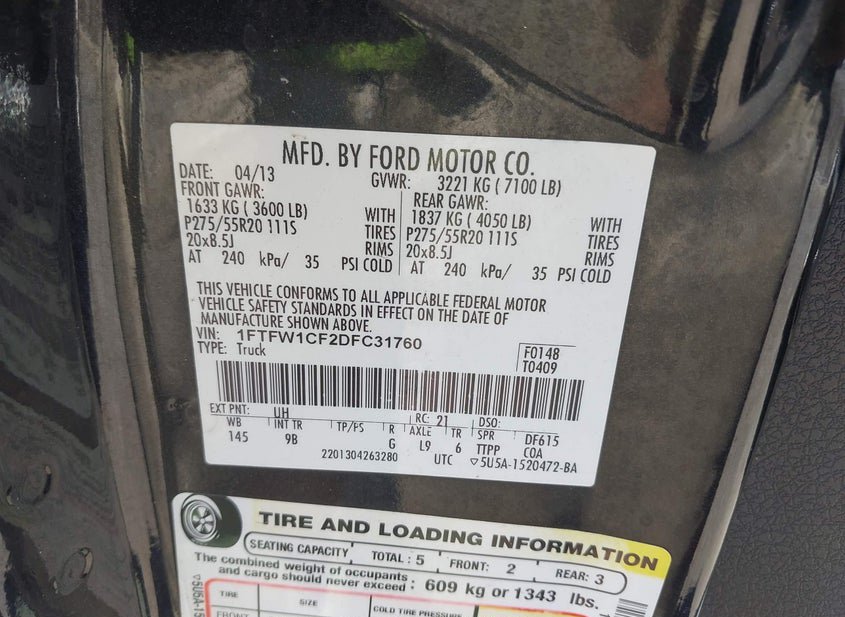 MFD. BY FORD MOTOR CO.
DATE: 04/13 GVWR: 3221 KG ( 7100 LB)
FRONT GAWR: REAR GAWR:
1633 KG ( 3600 LB) WITH 1837 KG ( 4050 LB) WITH
P275/55R20 111S TIRES P275/55R20 111S TIRES
20x8.5J RIMS 20x8.5J RIMS
AT 240 kPa/ 35 PSI COLD AT 240 kPa/ 35 PSI COLD
THIS VEHICLE CONFORMS TO ALL APPLICABLE FEDERAL MOTOR
VEHICLE SAFETY STANDARDS IN EFFECT ON THE DATE OF
MANUFACTURE SHOWN ABOVE.
VIN: 1FTFW1CF2DFC31760 F0148
TYPE: Truck T0409
EXT PNT: UH RC: 21 DSO:
WB INT TR TP/PS R AXLE TR SPR DF615
145 9B G L9 6 TTPP COA
2201304263280 UTC ▽5U5A-1520472-BA
TIRE AND LOADING INFORMATION
SEATING CAPACITY TOTAL : 5 FRONT: 2 REAR: 3
The combined weight of occupants
and cargo should never exceed : 609 kg or 1343 lbs.
TIRE SIZE COLD TIRE PRESSURE
FRONT